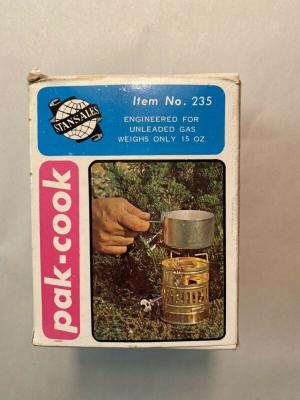 STANSALES
Item No. 235
ENGINEERED FOR
UNLEADED GAS
WEIGHS ONLY 15 OZ.
pak-cook